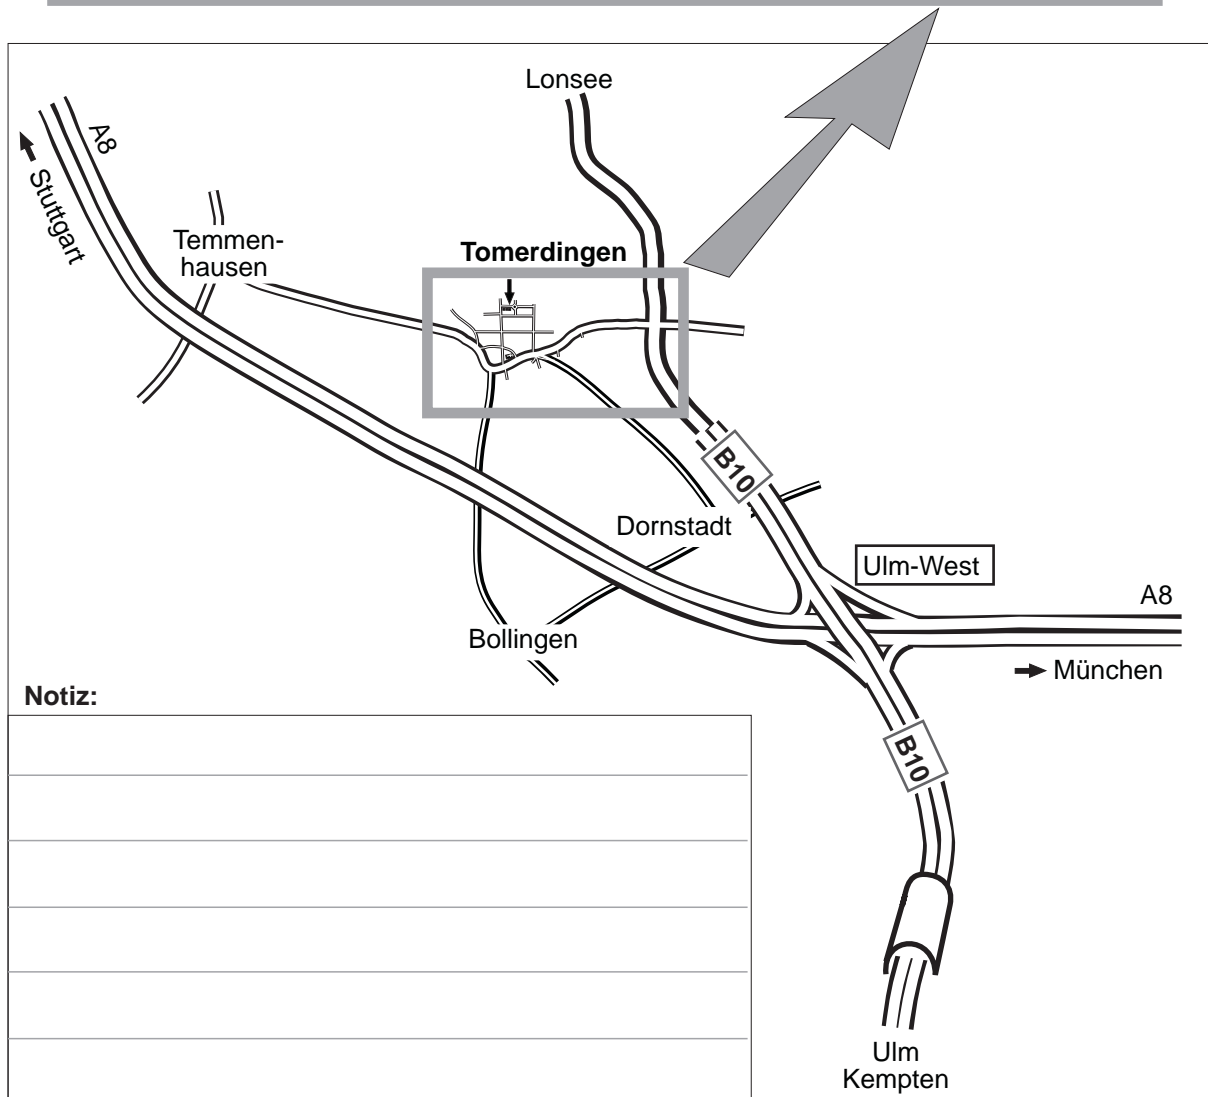 Lonsee
A8
Stuttgart
Temmen-
hausen
Tomerdingen
B10
Dornstadt
Ulm-West
A8
Bollingen
München
Notiz:
B10
Ulm
Kempten